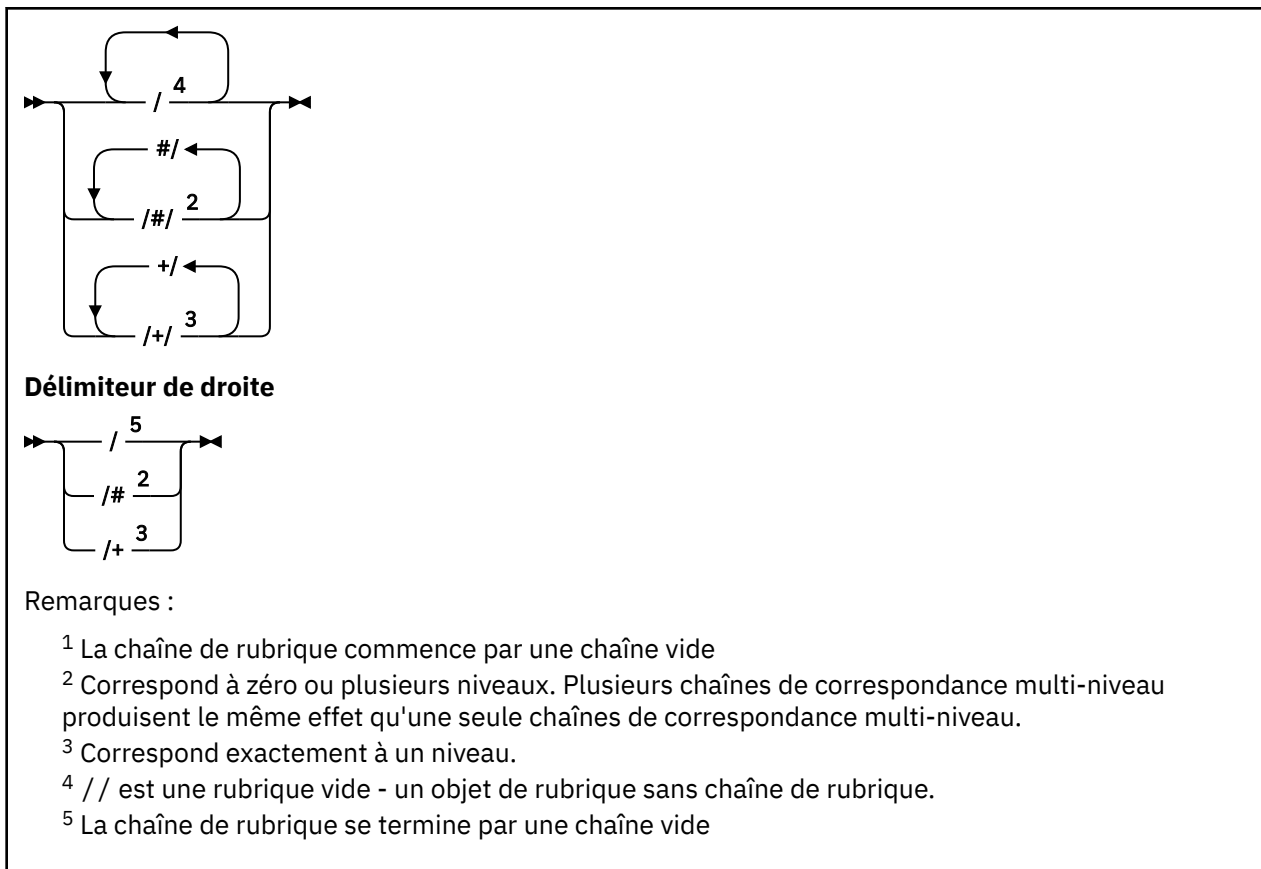 / 4
#/
/#/ 2
+/
/+/ 3
Délimiteur de droite
/ 5
/# 2
/+ 3
Remarques :
1 La chaîne de rubrique commence par une chaîne vide
2 Correspond à zéro ou plusieurs niveaux. Plusieurs chaînes de correspondance multi-niveau
produisent le même effet qu'une seule chaînes de correspondance multi-niveau.
3 Correspond exactement à un niveau.
4 // est une rubrique vide - un objet de rubrique sans chaîne de rubrique.
5 La chaîne de rubrique se termine par une chaîne vide